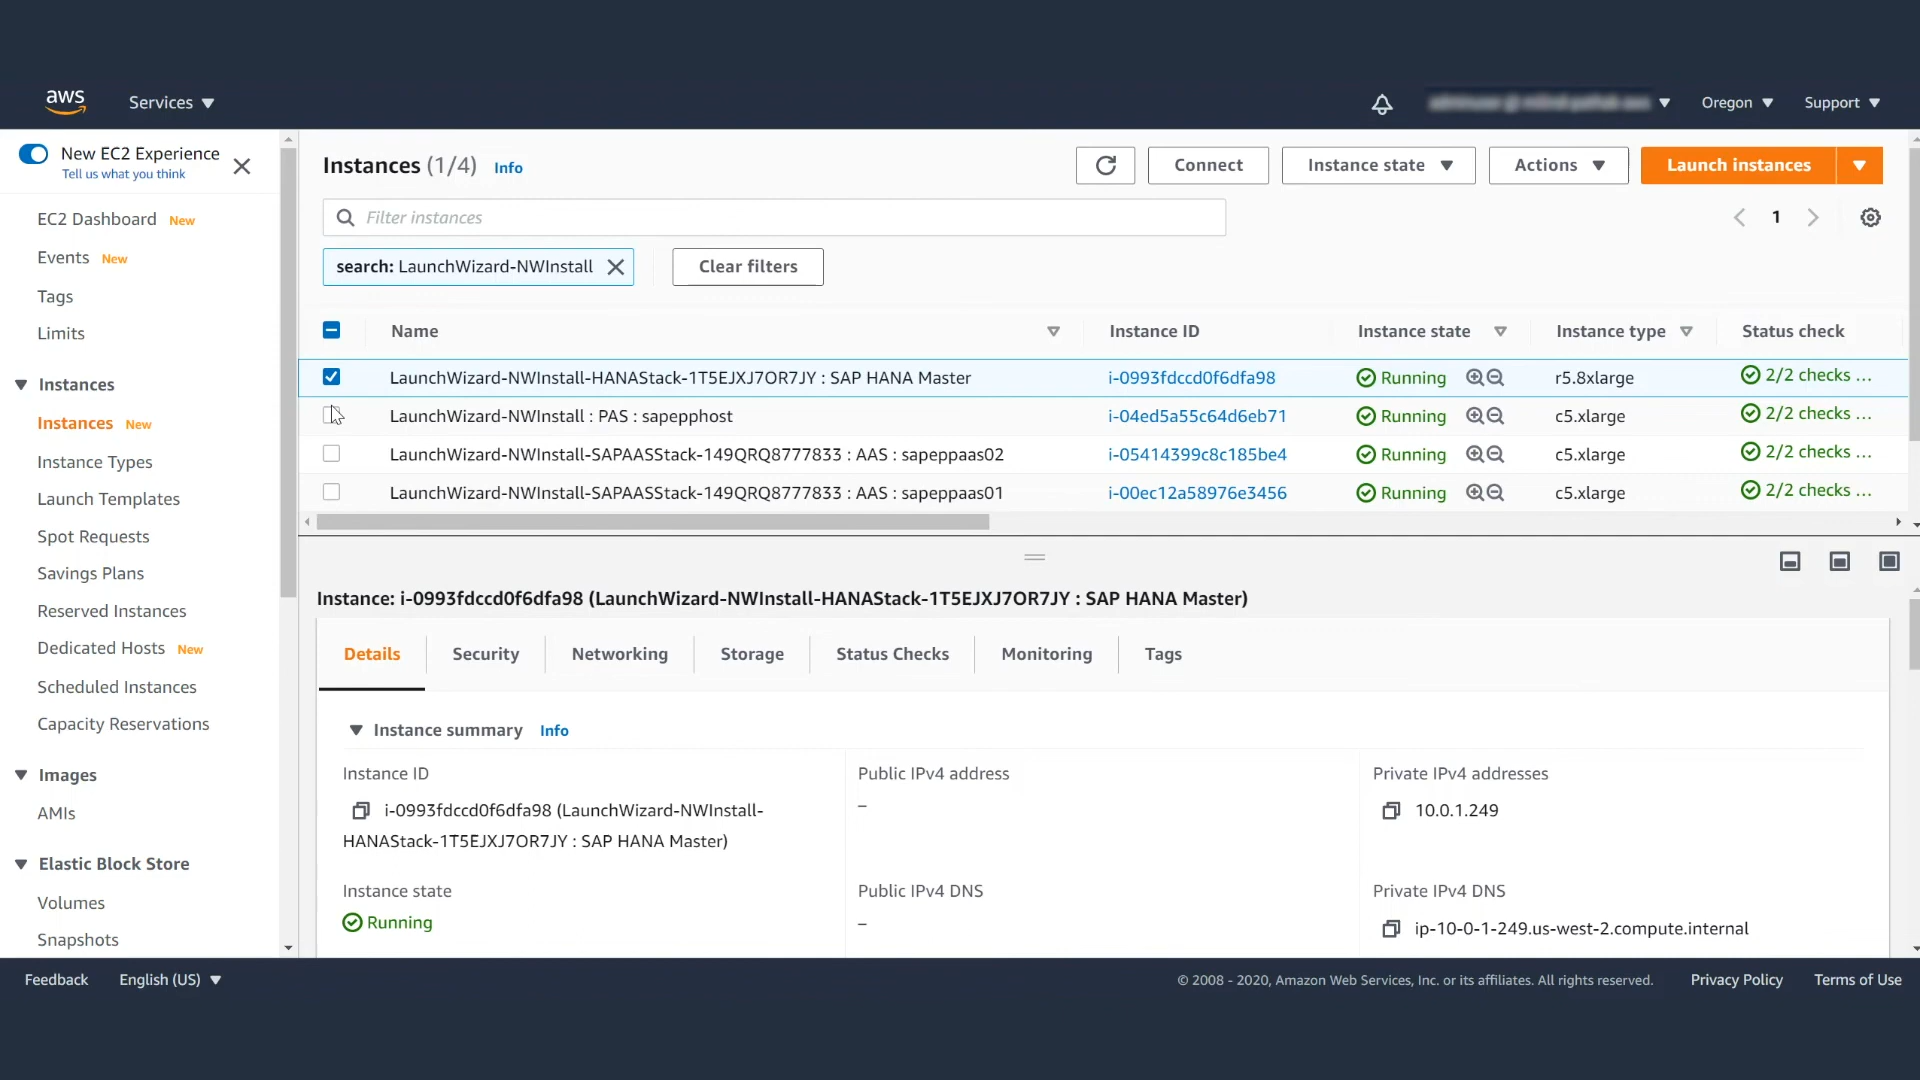 aws
Services
Oregon
Support
New EC2 Experience
Tell us what you think
EC2 Dashboard New
Events New
Tags
Limits
Instances
Instances New
Instance Types
Launch Templates
Spot Requests
Savings Plans
Reserved Instances
Dedicated Hosts New
Scheduled Instances
Capacity Reservations
Images
AMIs
Elastic Block Store
Volumes
Snapshots
Instances (1/4) Info
Connect
Instance state
Actions
Launch instances
Filter instances
1
search: LaunchWizard-NWInstall
Clear filters
Name Instance ID Instance state Instance type Status check
LaunchWizard-NWInstall-HANAStack-1T5EJXJ7OR7JY : SAP HANA Master i-0993fdccd0f6dfa98 Running r5.8xlarge 2/2 checks ...
LaunchWizard-NWInstall : PAS : sapepphost i-04ed5a55c64d6eb71 Running c5.xlarge 2/2 checks ...
LaunchWizard-NWInstall-SAPAASStack-149QRQ8777833 : AAS : sapeppaas02 i-05414399c8c185be4 Running c5.xlarge 2/2 checks ...
LaunchWizard-NWInstall-SAPAASStack-149QRQ8777833 : AAS : sapeppaas01 i-00ec12a58976e3456 Running c5.xlarge 2/2 checks ...
Instance: i-0993fdccd0f6dfa98 (LaunchWizard-NWInstall-HANAStack-1T5EJXJ7OR7JY : SAP HANA Master)
Details Security Networking Storage Status Checks Monitoring Tags
Instance summary Info
Instance ID
i-0993fdccd0f6dfa98 (LaunchWizard-NWInstall-
HANAStack-1T5EJXJ7OR7JY : SAP HANA Master)
Public IPv4 address
–
Private IPv4 addresses
10.0.1.249
Instance state
Running
Public IPv4 DNS
–
Private IPv4 DNS
ip-10-0-1-249.us-west-2.compute.internal
Feedback
English (US)
© 2008 - 2020, Amazon Web Services, Inc. or its affiliates. All rights reserved.
Privacy Policy
Terms of Use